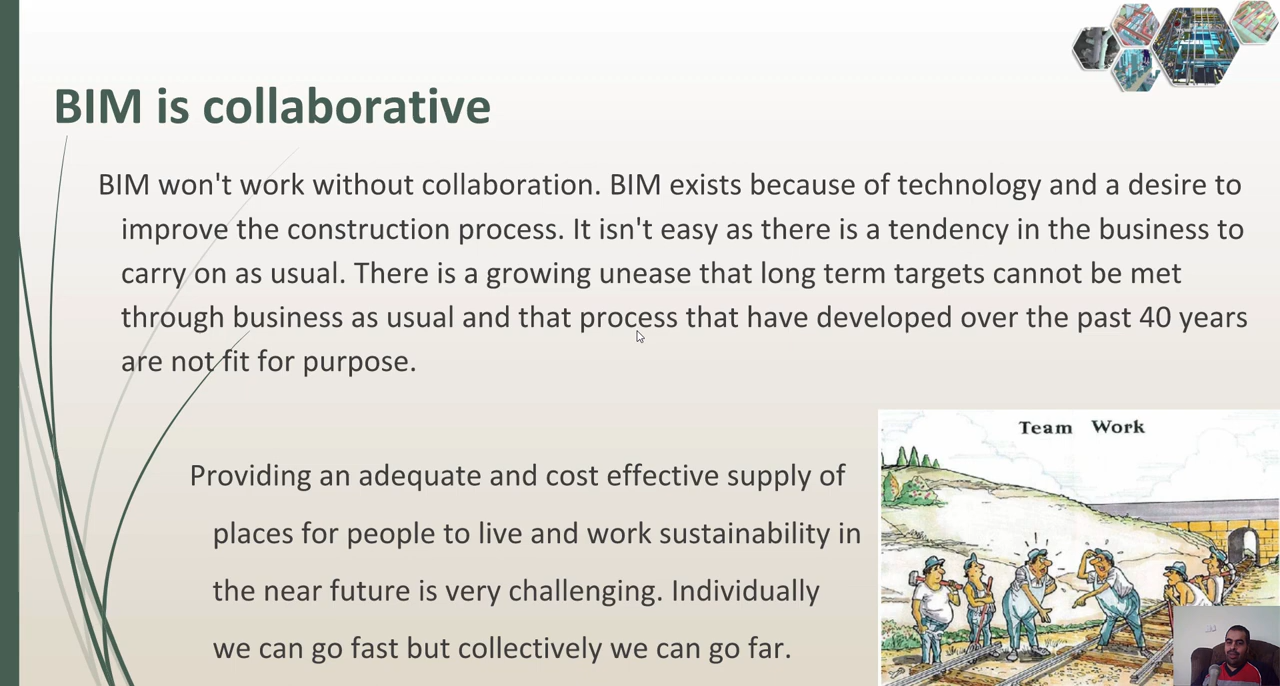 BIM is collaborative
BIM won't work without collaboration. BIM exists because of technology and a desire to
improve the construction process. It isn't easy as there is a tendency in the business to
carry on as usual. There is a growing unease that long term targets cannot be met
through business as usual and that process that have developed over the past 40 years
are not fit for purpose.
Providing an adequate and cost effective supply of
places for people to live and work sustainability in
the near future is very challenging. Individually
we can go fast but collectively we can go far.
Team Work